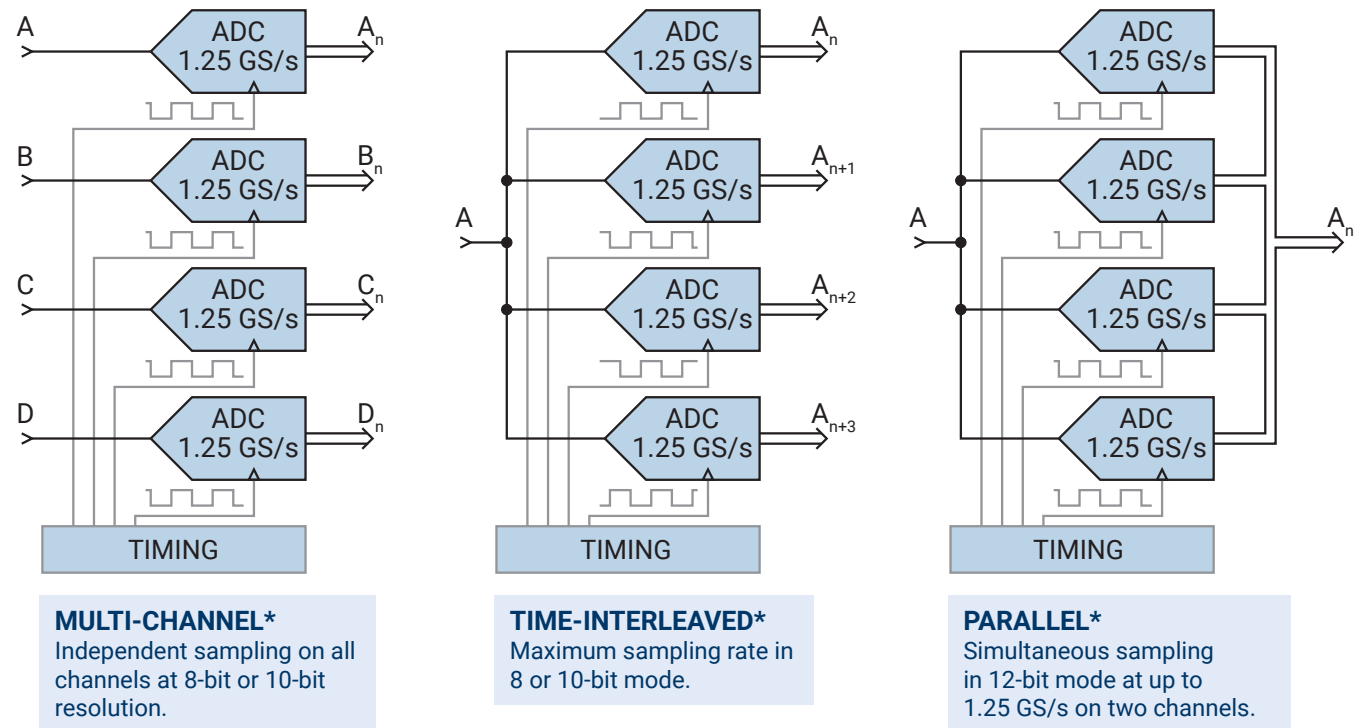 A
ADC
1.25 GS/s
An
B
ADC
1.25 GS/s
Bn
C
ADC
1.25 GS/s
Cn
D
ADC
1.25 GS/s
Dn
TIMING
MULTI-CHANNEL*
Independent sampling on all
channels at 8-bit or 10-bit
resolution.
A
ADC
1.25 GS/s
An
ADC
1.25 GS/s
An+1
ADC
1.25 GS/s
An+2
ADC
1.25 GS/s
An+3
TIMING
TIME-INTERLEAVED*
Maximum sampling rate in
8 or 10-bit mode.
A
ADC
1.25 GS/s
ADC
1.25 GS/s
ADC
1.25 GS/s
ADC
1.25 GS/s
An
TIMING
PARALLEL*
Simultaneous sampling
in 12-bit mode at up to
1.25 GS/s on two channels.